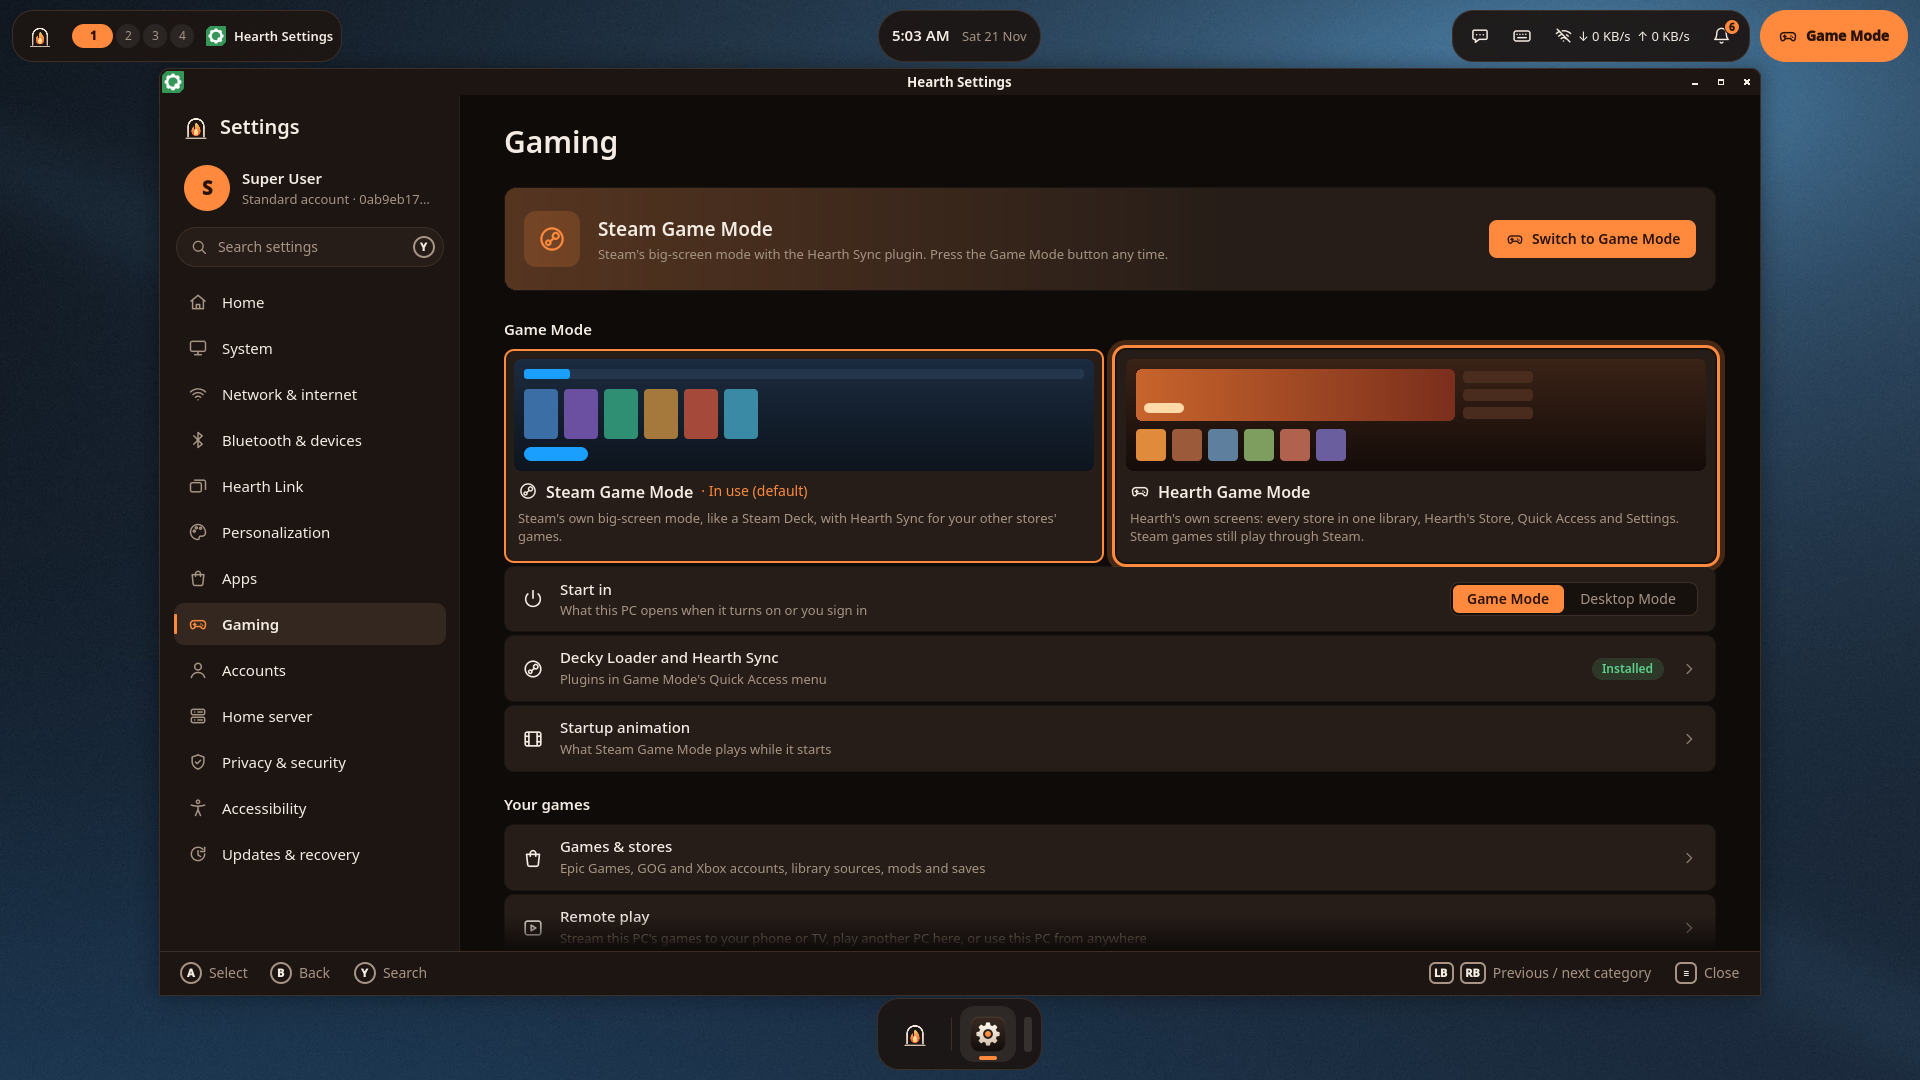 1 2 3 4 Hearth Settings
5:03 AM Sat 21 Nov
↓ 0 KB/s ↑ 0 KB/s
6
Game Mode
Hearth Settings
Settings
S
Super User
Standard account · 0ab9eb17…
Search settings Y
Home
System
Network & internet
Bluetooth & devices
Hearth Link
Personalization
Apps
Gaming
Accounts
Home server
Privacy & security
Accessibility
Updates & recovery
Gaming
Steam Game Mode
Steam's big-screen mode with the Hearth Sync plugin. Press the Game Mode button any time.
Switch to Game Mode
Game Mode
Steam Game Mode · In use (default)
Steam's own big-screen mode, like a Steam Deck, with Hearth Sync for your other stores'
games.
Hearth Game Mode
Hearth's own screens: every store in one library, Hearth's Store, Quick Access and Settings.
Steam games still play through Steam.
Start in
What this PC opens when it turns on or you sign in
Game Mode Desktop Mode
Decky Loader and Hearth Sync
Plugins in Game Mode's Quick Access menu
Installed
Startup animation
What Steam Game Mode plays while it starts
Your games
Games & stores
Epic Games, GOG and Xbox accounts, library sources, mods and saves
Remote play
Stream this PC's games to your phone or TV, play another PC here, or use this PC from anywhere
A Select B Back Y Search
LB RB Previous / next category ≡ Close